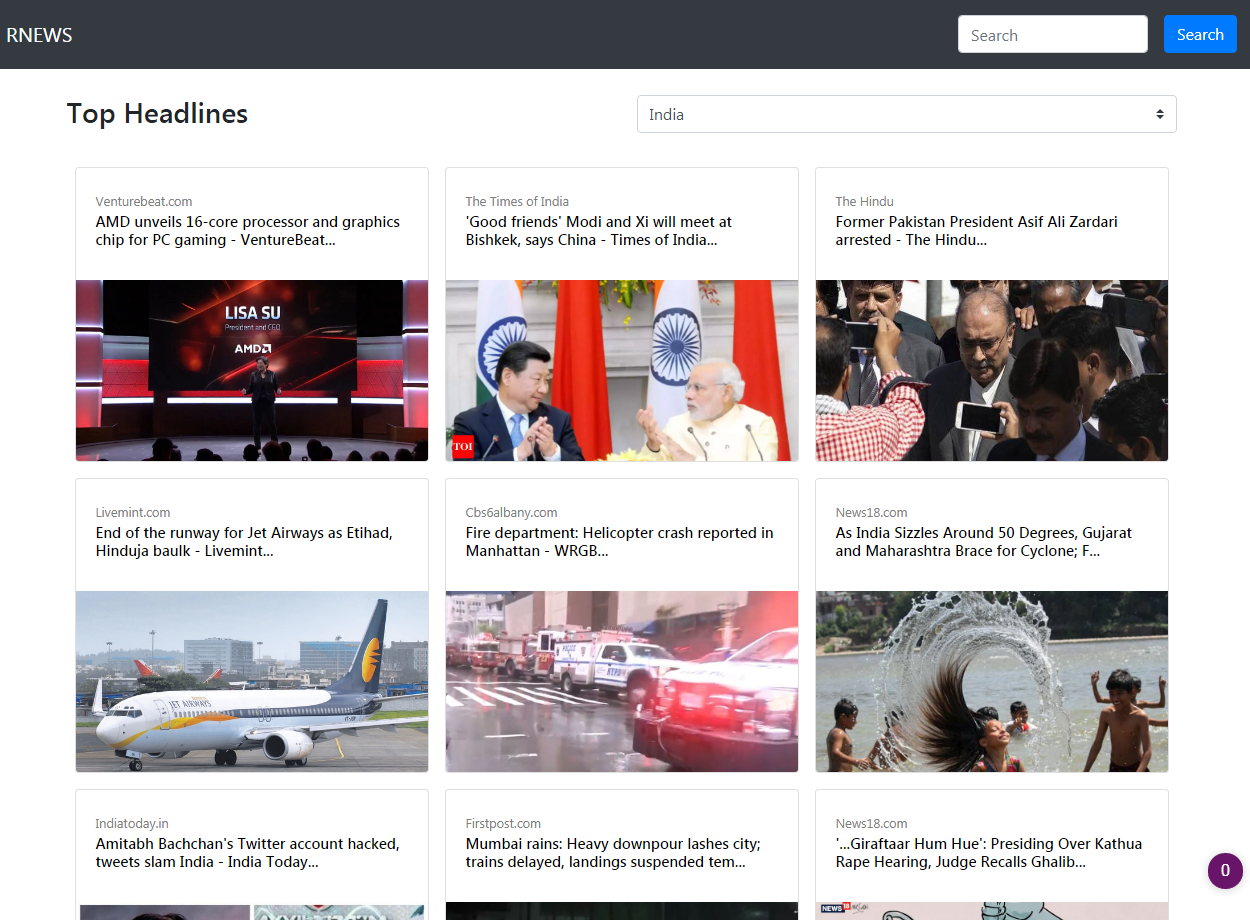 RNEWS
Search
Search
Top Headlines
India
Venturebeat.com
AMD unveils 16-core processor and graphics
chip for PC gaming - VentureBeat...
LISA SU
President and CEO
AMD
The Times of India
'Good friends' Modi and Xi will meet at
Bishkek, says China - Times of India...
TOI
The Hindu
Former Pakistan President Asif Ali Zardari
arrested - The Hindu...
Livemint.com
End of the runway for Jet Airways as Etihad,
Hinduja baulk - Livemint...
JET AIRWAYS
Cbs6albany.com
Fire department: Helicopter crash reported in
Manhattan - WRGB...
NYPD
News18.com
As India Sizzles Around 50 Degrees, Gujarat
and Maharashtra Brace for Cyclone; F...
Indiatoday.in
Amitabh Bachchan's Twitter account hacked,
tweets slam India - India Today...
Firstpost.com
Mumbai rains: Heavy downpour lashes city;
trains delayed, landings suspended tem...
News18.com
'...Giraftaar Hum Hue': Presiding Over Kathua
Rape Hearing, Judge Recalls Ghalib...
NEWS18
0